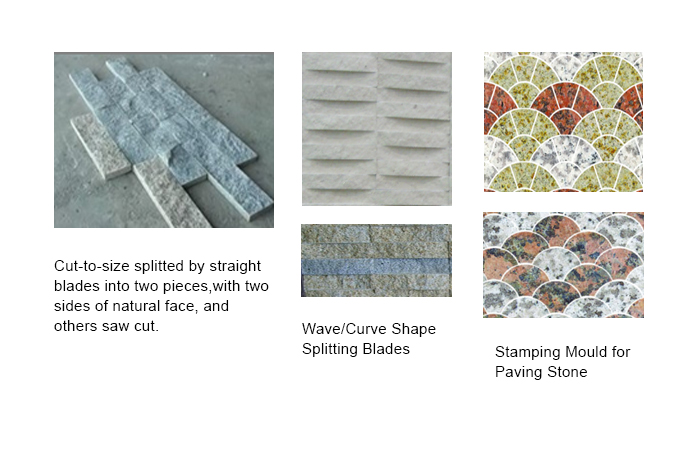 Cut-to-size splitted by straight
blades into two pieces,with two
sides of natural face, and
others saw cut.
Wave/Curve Shape
Splitting Blades
Stamping Mould for
Paving Stone